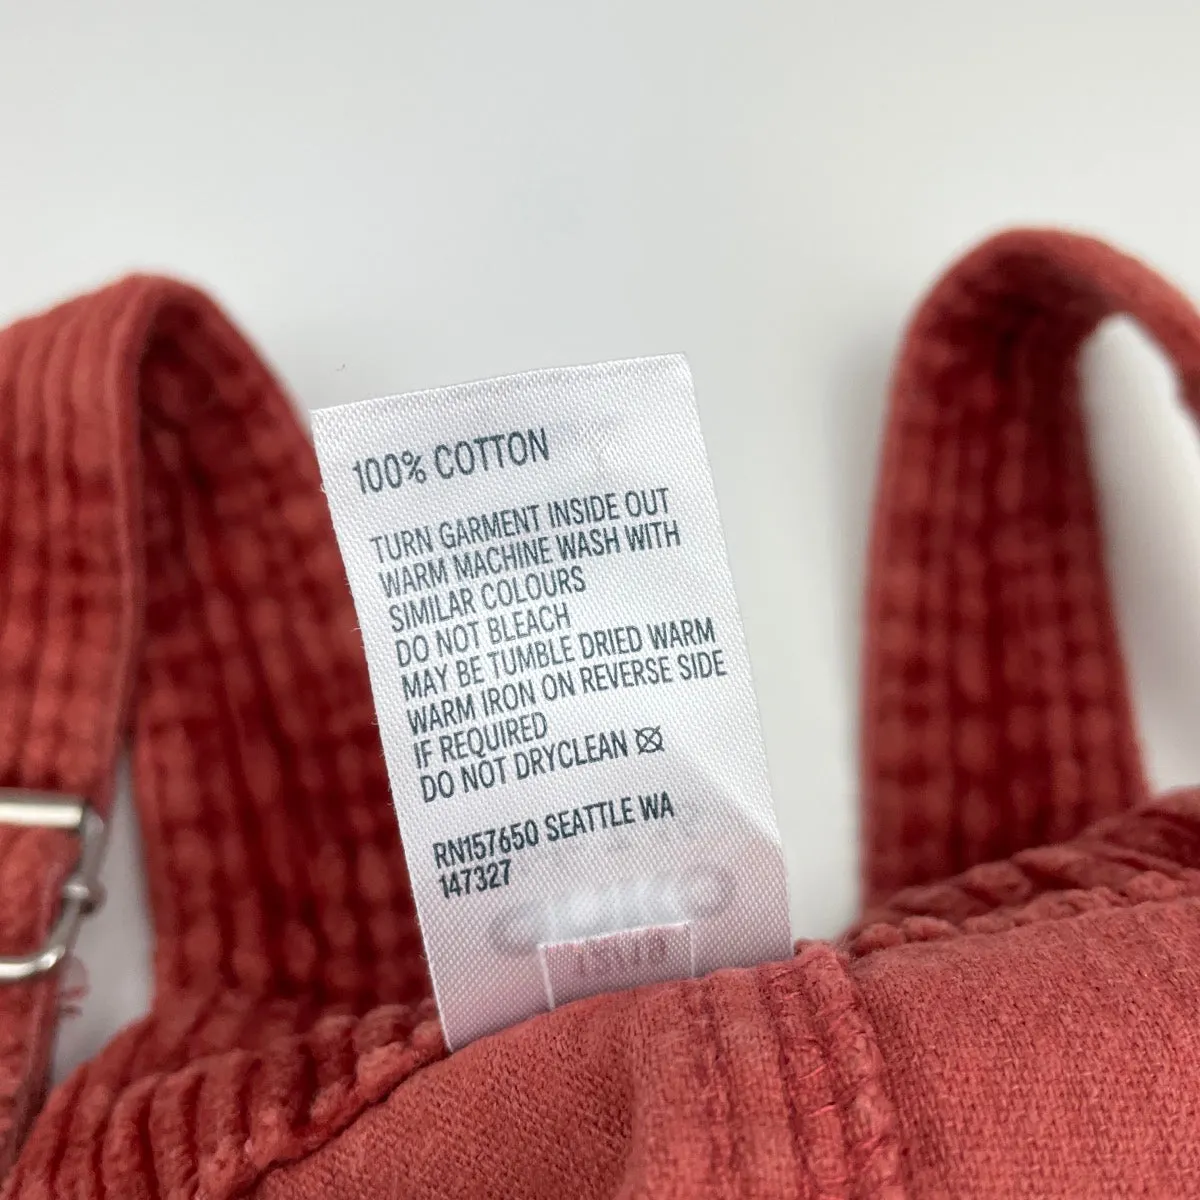 100% COTTON
TURN GARMENT INSIDE OUT
WARM MACHINE WASH WITH
SIMILAR COLOURS
DO NOT BLEACH
MAY BE TUMBLE DRIED WARM
WARM IRON ON REVERSE SIDE
IF REQUIRED
DO NOT DRYCLEAN
RN157650 SEATTLE WA
147327